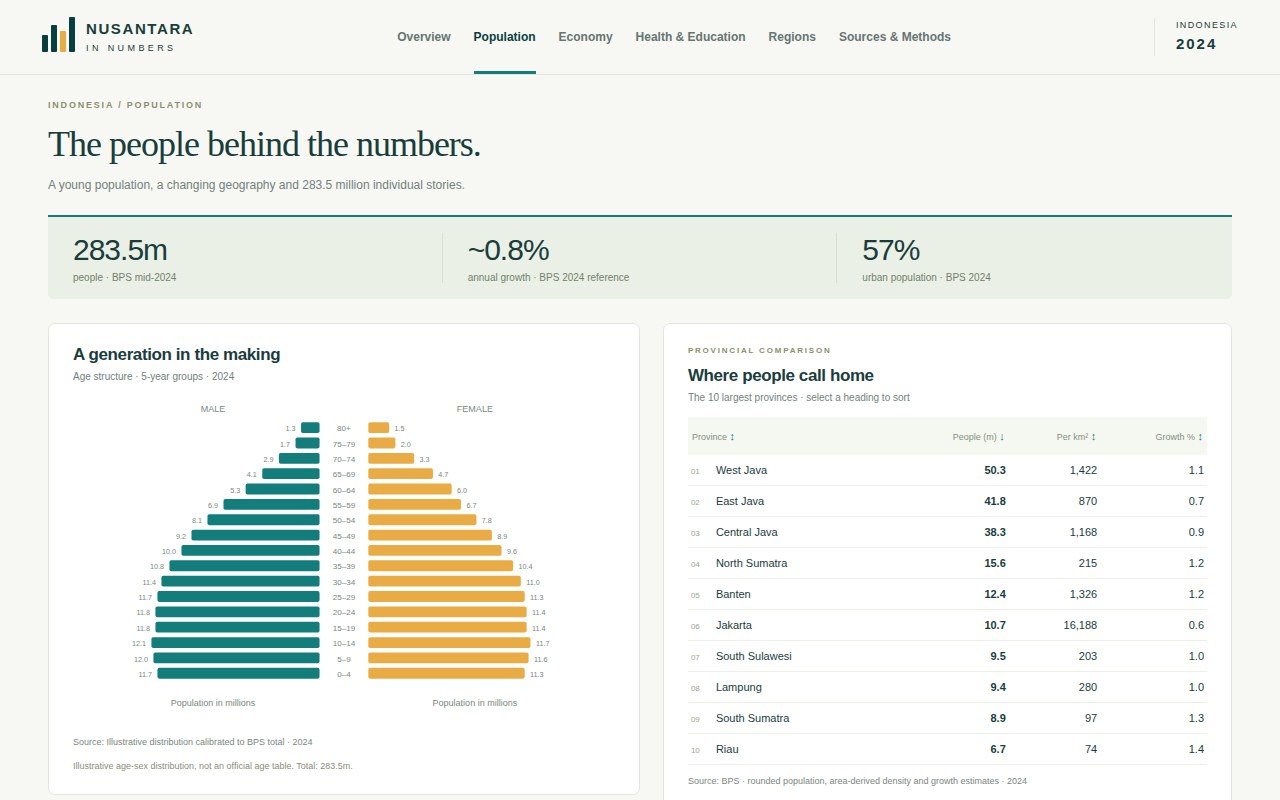 NUSANTARA
IN NUMBERS
Overview Population Economy Health & Education Regions Sources & Methods
INDONESIA
2024
INDONESIA / POPULATION
The people behind the numbers.
A young population, a changing geography and 283.5 million individual stories.
283.5m
people · BPS mid-2024
~0.8%
annual growth · BPS 2024 reference
57%
urban population · BPS 2024
A generation in the making
Age structure · 5-year groups · 2024
MALE FEMALE
1.3 80+ 1.5
1.7 75–79 2.0
2.9 70–74 3.3
4.1 65–69 4.7
5.3 60–64 6.0
6.9 55–59 6.7
8.1 50–54 7.8
9.2 45–49 8.9
10.0 40–44 9.6
10.8 35–39 10.4
11.4 30–34 11.0
11.7 25–29 11.3
11.8 20–24 11.4
11.8 15–19 11.4
12.1 10–14 11.7
12.0 5–9 11.6
11.7 0–4 11.3
Population in millions Population in millions
Source: Illustrative distribution calibrated to BPS total · 2024
Illustrative age-sex distribution, not an official age table. Total: 283.5m.
PROVINCIAL COMPARISON
Where people call home
The 10 largest provinces · select a heading to sort
Province ↕ People (m) ↓ Per km² ↕ Growth % ↕
01 West Java 50.3 1,422 1.1
02 East Java 41.8 870 0.7
03 Central Java 38.3 1,168 0.9
04 North Sumatra 15.6 215 1.2
05 Banten 12.4 1,326 1.2
06 Jakarta 10.7 16,188 0.6
07 South Sulawesi 9.5 203 1.0
08 Lampung 9.4 280 1.0
09 South Sumatra 8.9 97 1.3
10 Riau 6.7 74 1.4
Source: BPS · rounded population, area-derived density and growth estimates · 2024